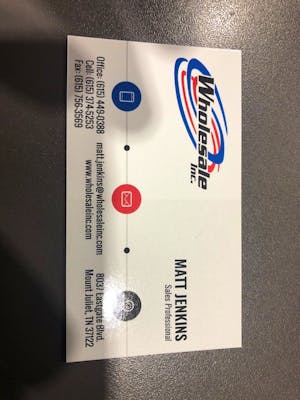 Wholesale
Inc.
MATT JENKINS
Sales Professional
Office: (615) 449-0388
Cell: (615) 374-5253
Fax: (615) 756-3569
matt.jenkins@wholesaleinc.com
www.wholesaleinc.com
8037 Eastgate Blvd.
Mount Juliet, TN 37122